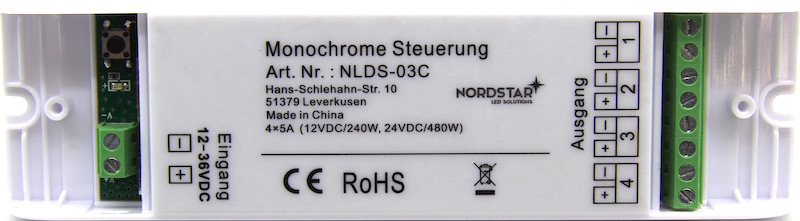 Monochrome Steuerung
Art. Nr. : NLDS-03C
Hans-Schlehahn-Str. 10
51379 Leverkusen
Made in China
4×5A (12VDC/240W, 24VDC/480W)
CE RoHS
NORDSTAR
LED SOLUTIONS
Eingang
12-36VDC
- +
Ausgang
- + 1
- + 2
- + 3
- + 4
+
-A
+A